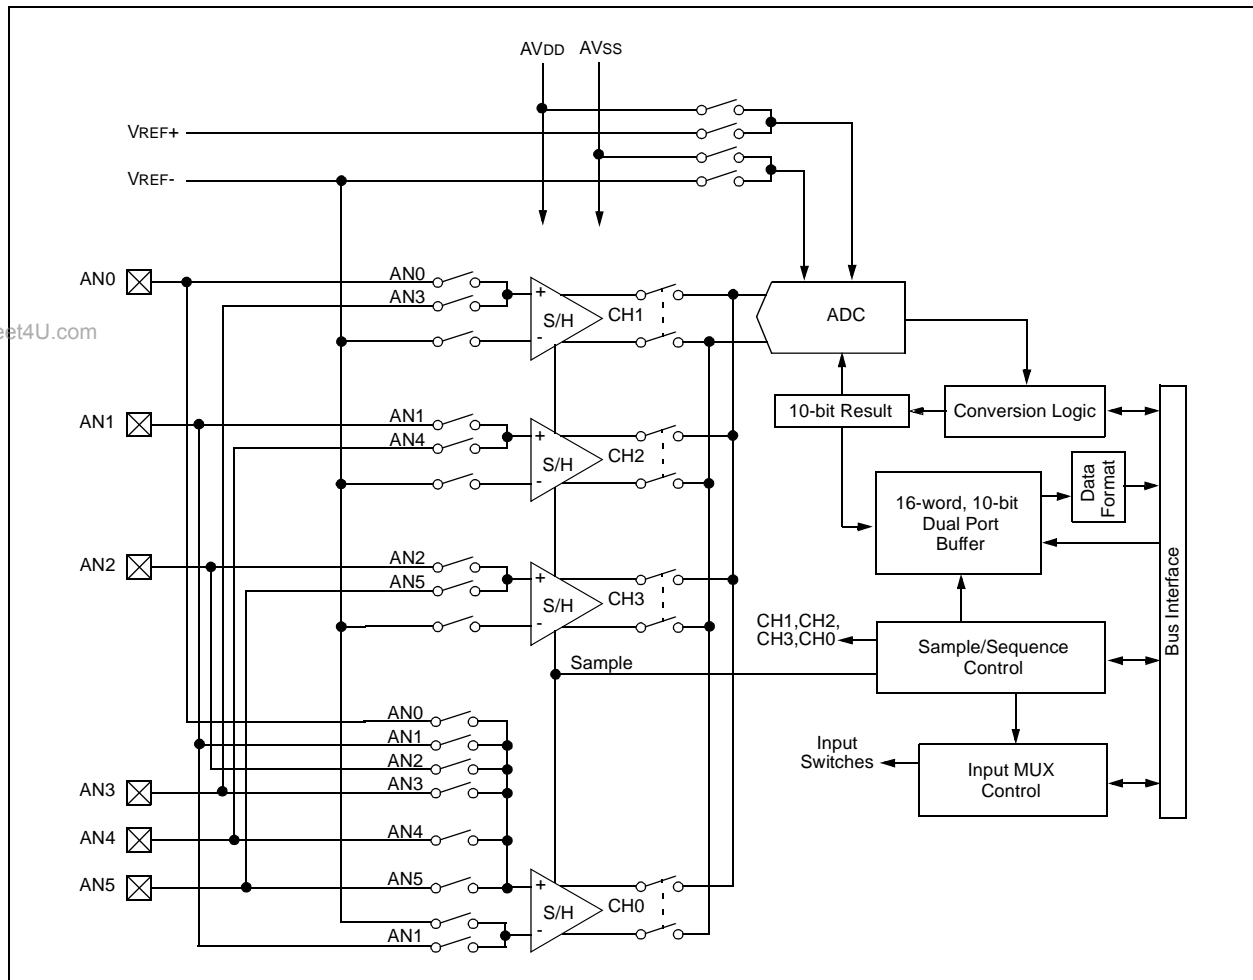 AVDD AVSS
VREF+
VREF-
AN0
AN0
AN3
+
S/H
-
CH1
ADC
eet4U.com
10-bit Result
Conversion Logic
AN1
AN1
AN4
+
S/H
-
CH2
16-word, 10-bit
Dual Port
Buffer
Data
Format
Bus Interface
AN2
AN2
AN5
+
S/H
-
CH3
CH1,CH2,
CH3,CH0
Sample/Sequence
Control
Sample
AN0
AN1
AN2
AN3
AN3
Input
Switches
Input MUX
Control
AN4
AN4
AN5
AN5
+
S/H
-
CH0
AN1